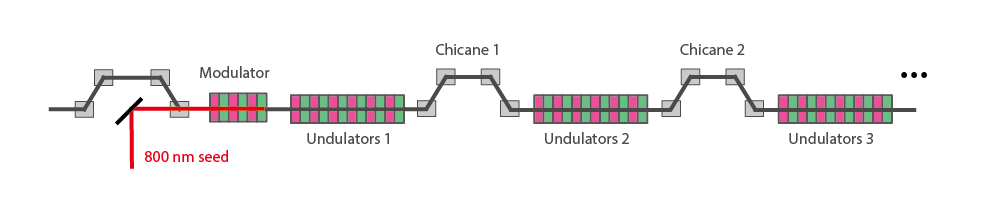 Chicane 1
Chicane 2
Modulator
Undulators 1
Undulators 2
Undulators 3
800 nm seed